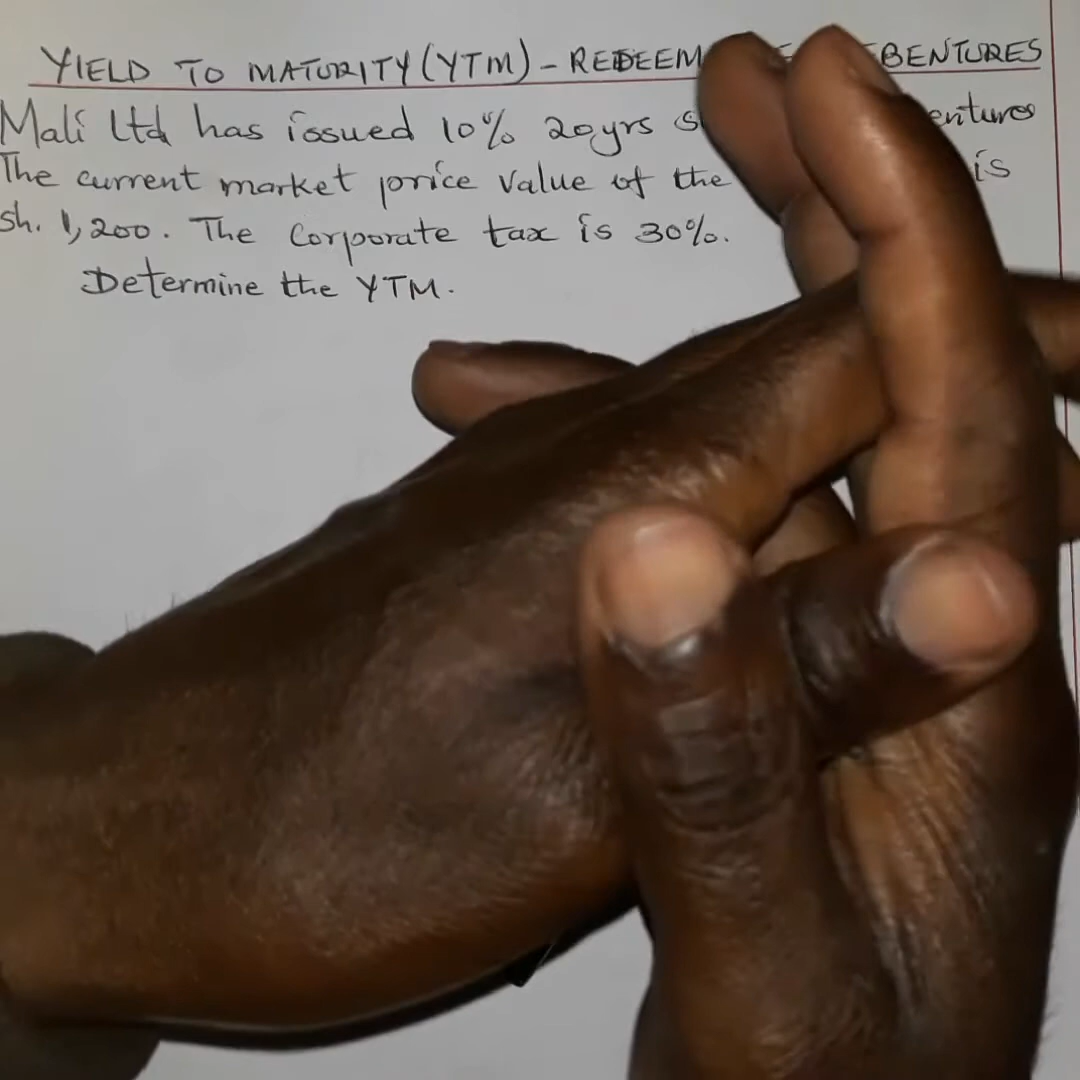 YIELD TO MATURITY (YTM) - REDEEM BENTURES
Mali Ltd has issued 10% 20yrs s entures
The current market price value of the is
sh. 1,200. The Corporate tax is 30%.
Determine the YTM.